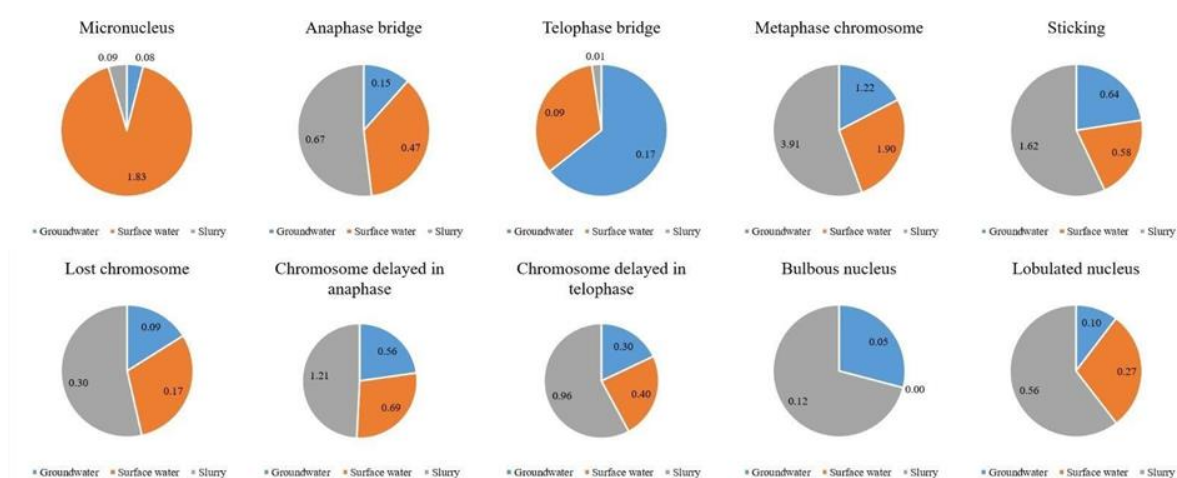 Micronucleus
0.09
0.08
1.83
Groundwater Surface water Slurry
Anaphase bridge
0.15
0.67
0.47
Groundwater Surface water Slurry
Telophase bridge
0.01
0.09
0.17
Groundwater Surface water Slurry
Metaphase chromosome
1.22
3.91
1.90
Groundwater Surface water Slurry
Sticking
0.64
1.62
0.58
Groundwater Surface water Slurry
Lost chromosome
0.09
0.30
0.17
Groundwater Surface water Slurry
Chromosome delayed in
anaphase
0.56
1.21
0.69
Groundwater Surface water Slurry
Chromosome delayed in
telophase
0.30
0.96
0.40
Groundwater Surface water Slurry
Bulbous nucleus
0.05
0.00
0.12
Groundwater Surface water Slurry
Lobulated nucleus
0.10
0.27
0.56
Groundwater Surface water Slurry